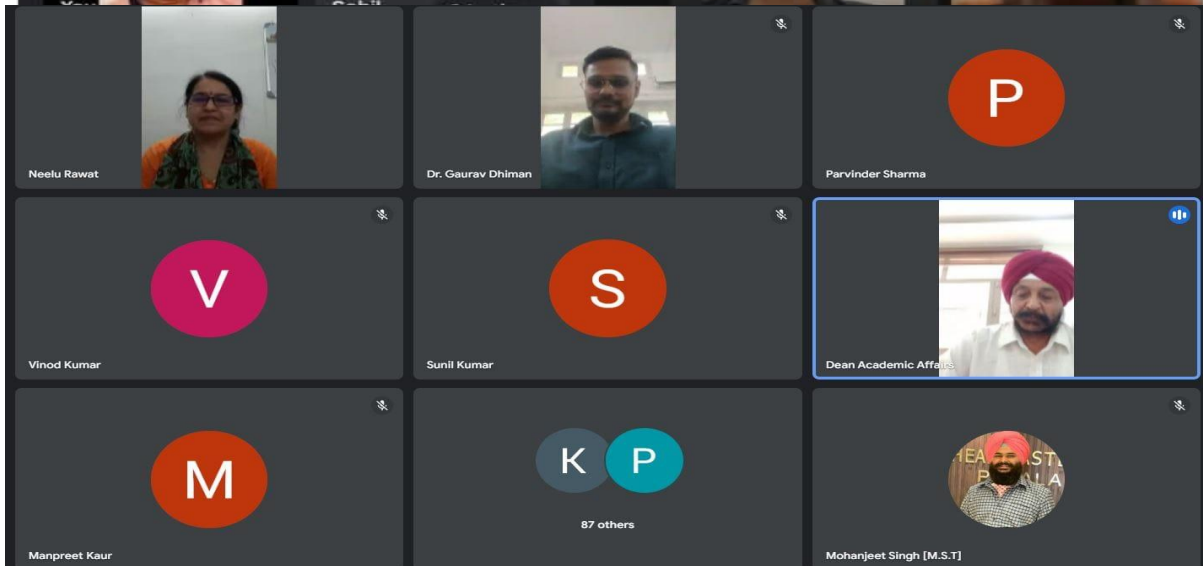 You
Neelu Rawat
Dr. Gaurav Dhiman
P
Parvinder Sharma
V
Vinod Kumar
S
Sunil Kumar
Dean Academic Affairs
M
Manpreet Kaur
K P
87 others
Mohanjeet Singh [M.S.T]